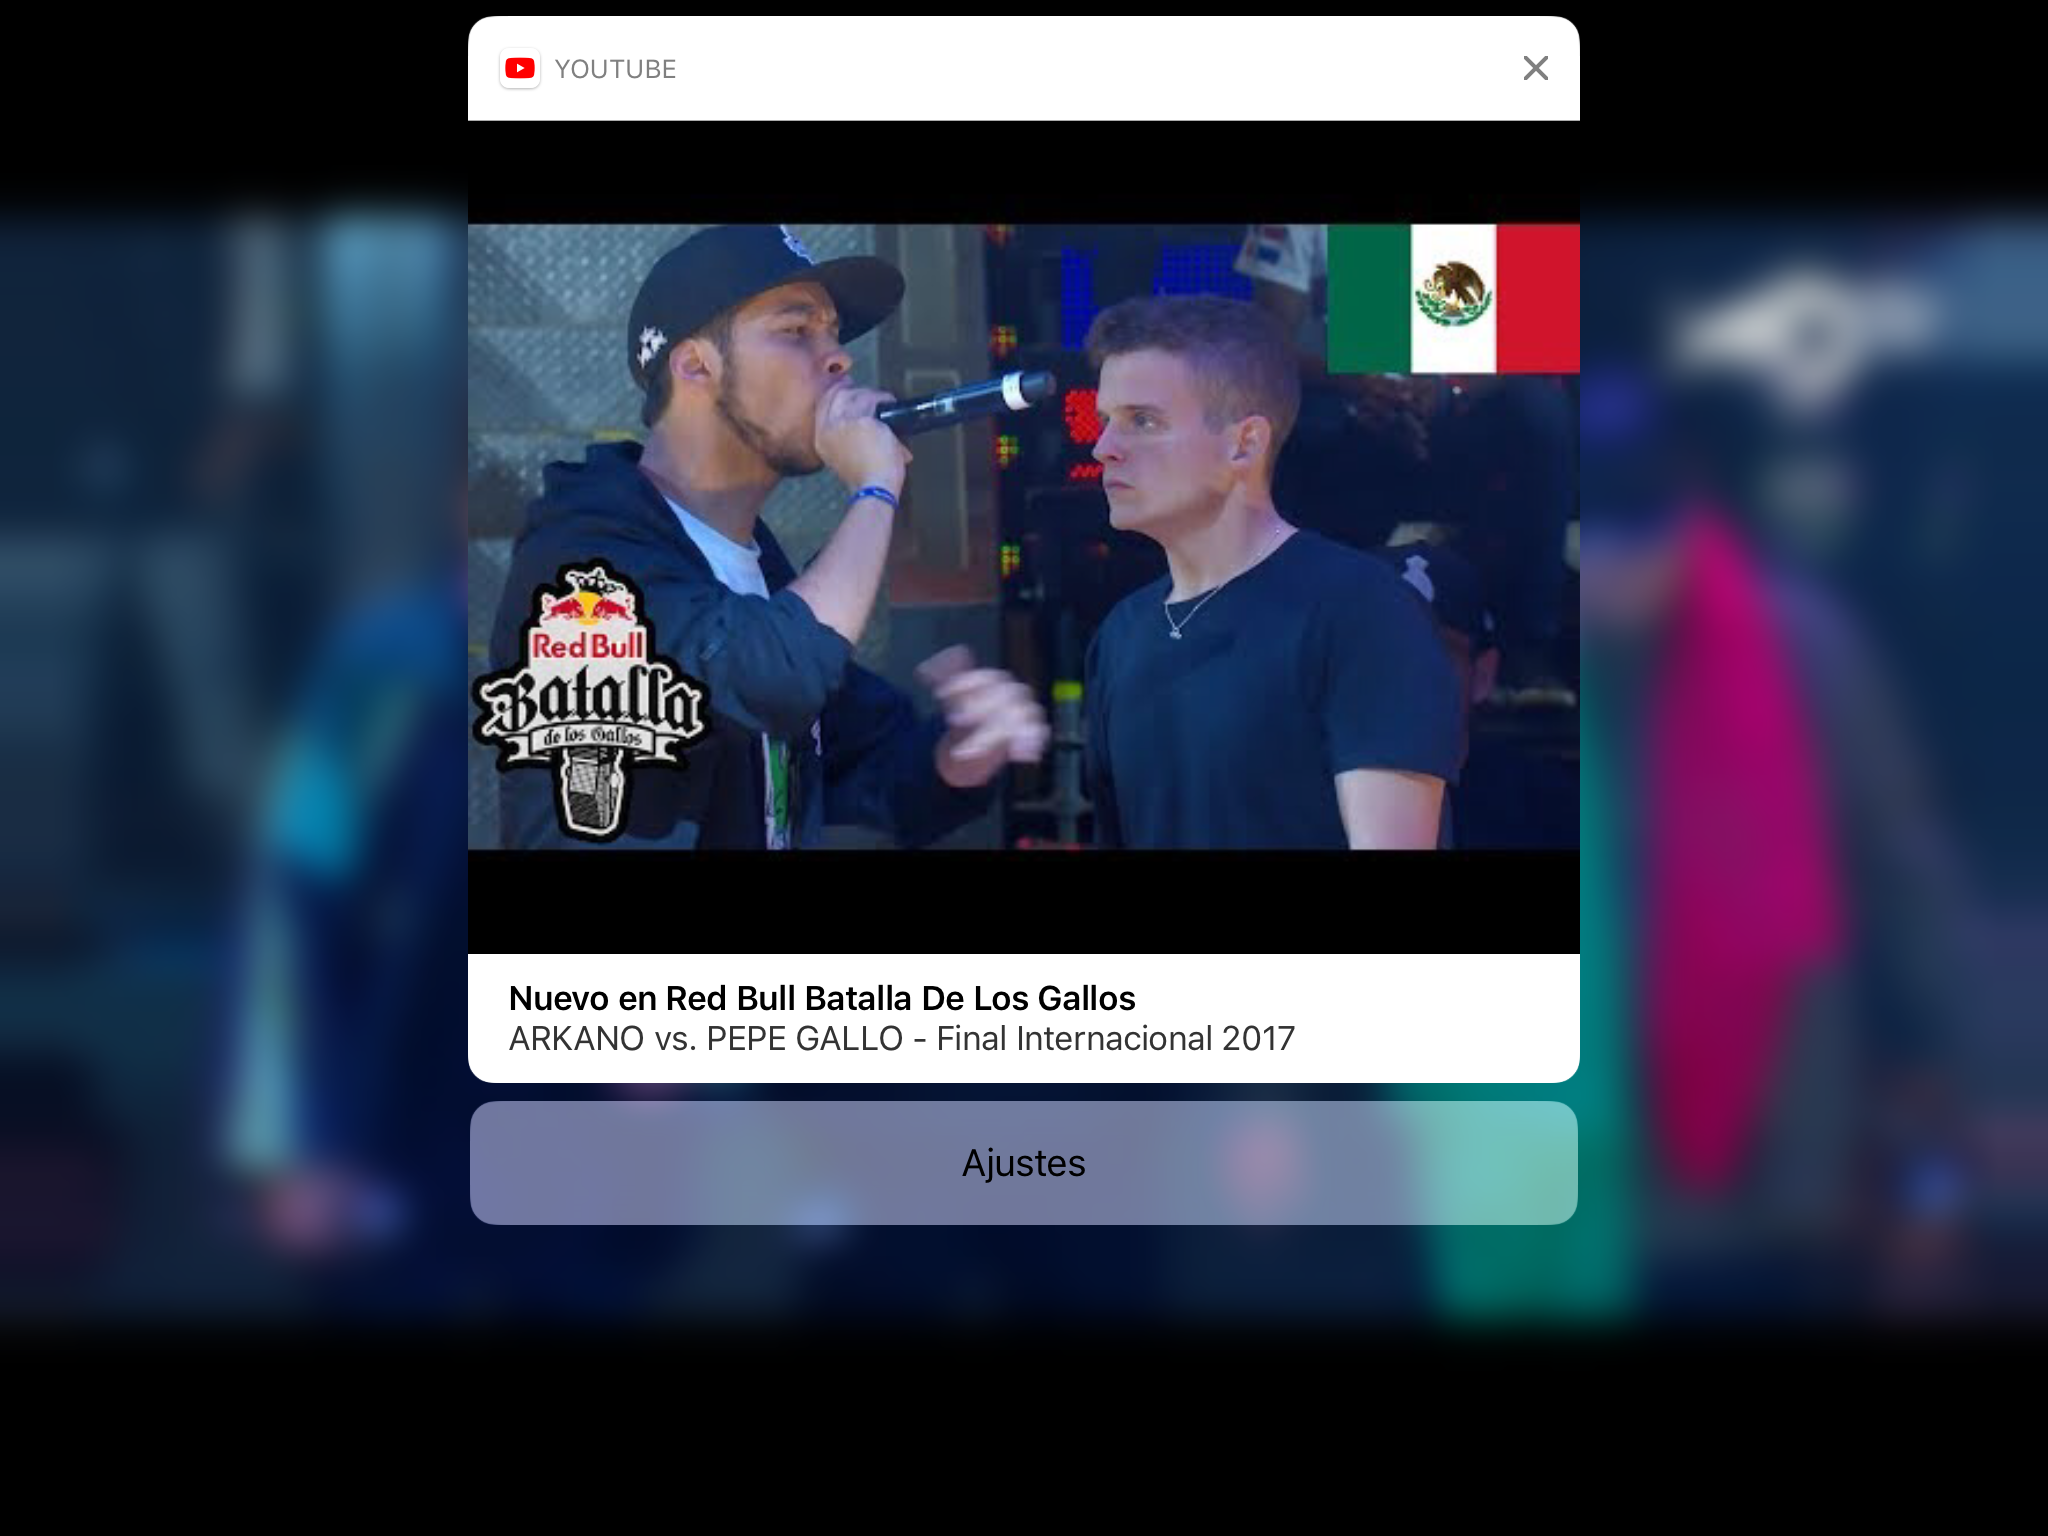 YOUTUBE
Red Bull
Batalla
de los Gallos
Nuevo en Red Bull Batalla De Los Gallos
ARKANO vs. PEPE GALLO - Final Internacional 2017
Ajustes